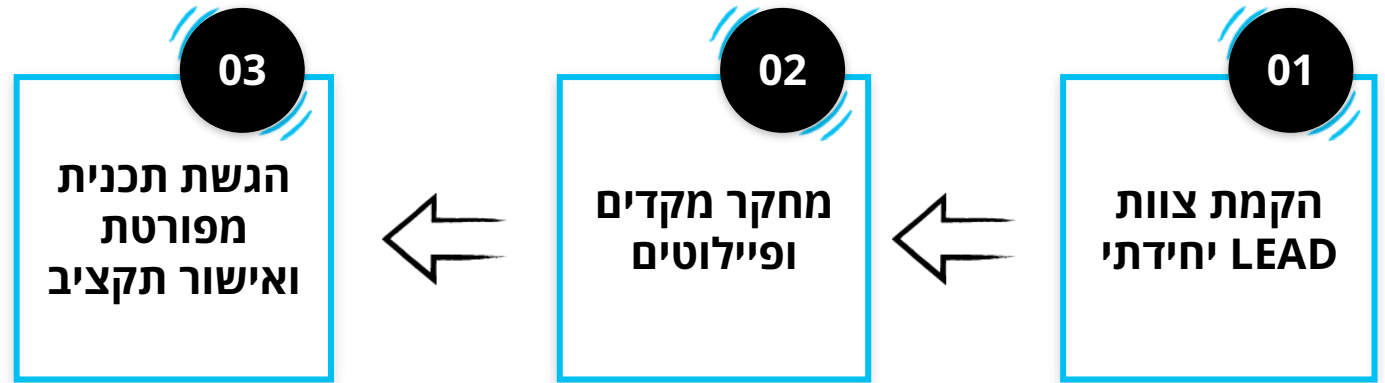 01
הקמת צוות
LEAD יחידתי
02
מחקר מקדים
ופיילוטים
03
הגשת תכנית
מפורטת
ואישור תקציב